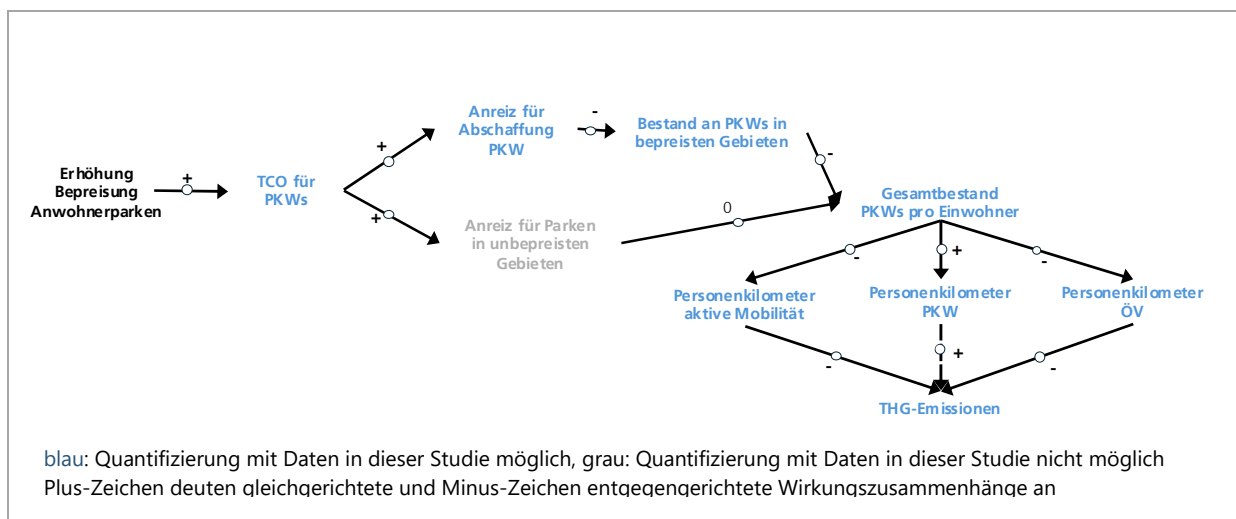 Anreiz für
Abschaffung
PKW
-
Bestand an PKWs in
bepreisten Gebieten
+
-
Erhöhung
Bepreisung
Anwohnerparken
+
TCO für
PKWs
+
Anreiz für Parken
in unbepreisten
Gebieten
0
Gesamtbestand
PKWs pro Einwohner
-
+
-
Personenkilometer
aktive Mobilität
Personenkilometer
PKW
Personenkilometer
ÖV
-
+
-
THG-Emissionen
blau: Quantifizierung mit Daten in dieser Studie möglich, grau: Quantifizierung mit Daten in dieser Studie nicht möglich
Plus-Zeichen deuten gleichgerichtete und Minus-Zeichen entgegengerichtete Wirkungszusammenhänge an